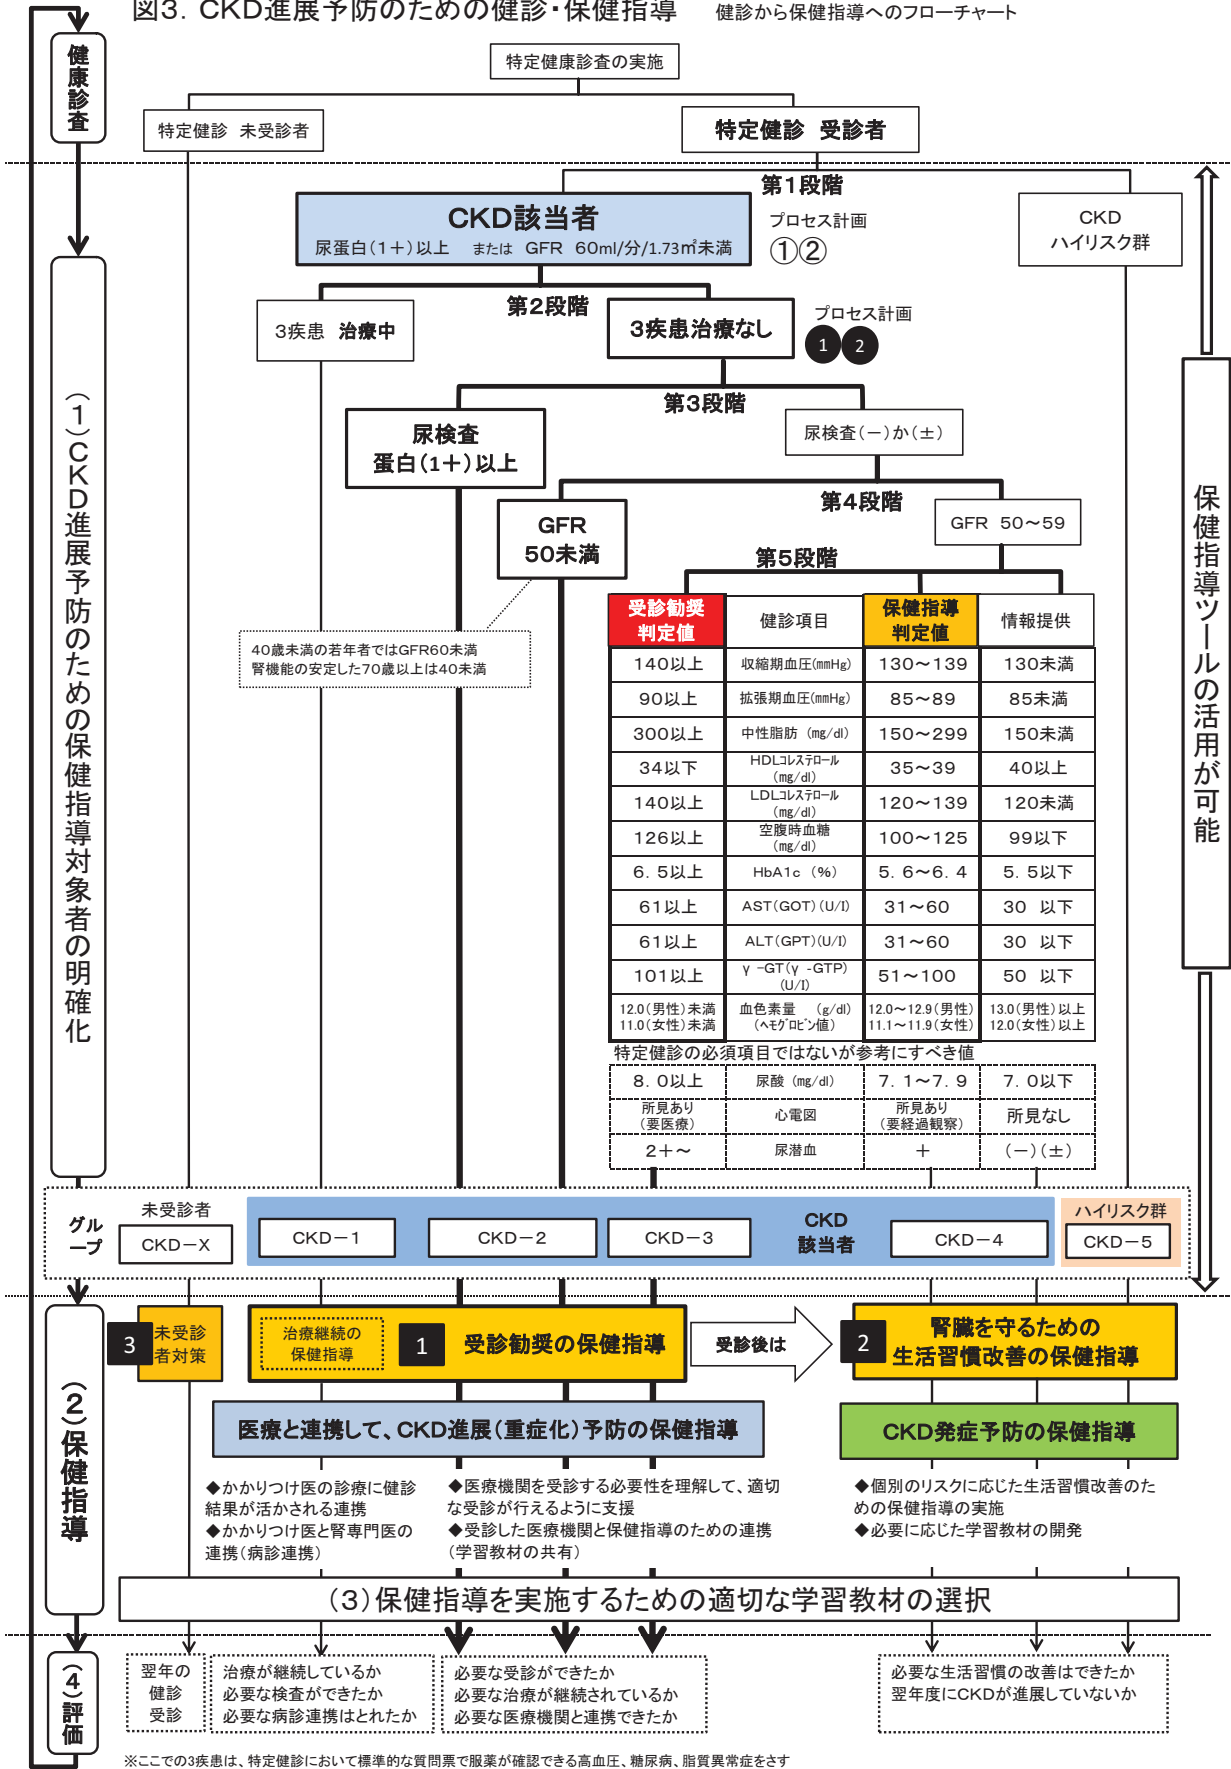 図3．CKD進展予防のための健診・保健指導　健診から保健指導へのフローチャート
健康診査
特定健康診査の実施
特定健診 未受診者
特定健診 受診者
第1段階
CKD該当者
尿蛋白(1＋)以上　または GFR 60ml/分/1.73㎡未満
プロセス計画
①②
CKD
ハイリスク群
第2段階
3疾患 治療中
3疾患治療なし
プロセス計画
1 2
第3段階
尿検査
蛋白(1＋)以上
尿検査(－)か(±)
第4段階
GFR
50未満
GFR 50～59
第5段階
40歳未満の若年者ではGFR60未満
腎機能の安定した70歳以上は40未満
(1)CKD進展予防のための保健指導対象者の明確化
保健指導ツールの活用が可能
受診勧奨判定値 健診項目 保健指導判定値 情報提供
140以上 収縮期血圧(mmHg) 130～139 130未満
90以上 拡張期血圧(mmHg) 85～89 85未満
300以上 中性脂肪 (mg/dl) 150～299 150未満
34以下 HDLコレステロール (mg/dl) 35～39 40以上
140以上 LDLコレステロール (mg/dl) 120～139 120未満
126以上 空腹時血糖 (mg/dl) 100～125 99以下
6．5以上 HbA1c (%) 5．6～6．4 5．5以下
61以上 AST(GOT)(U/l) 31～60 30 以下
61以上 ALT(GPT)(U/l) 31～60 30 以下
101以上 γ-GT(γ-GTP) (U/l) 51～100 50 以下
12.0(男性)未満 血色素量 (g/dl) 12.0～12.9(男性) 13.0(男性)以上
11.0(女性)未満 (ヘモグロビン値) 11.1～11.9(女性) 12.0(女性)以上
特定健診の必須項目ではないが参考にすべき値
8．0以上 尿酸 (mg/dl) 7．1～7．9 7．0以下
所見あり(要医療) 心電図 所見あり(要経過観察) 所見なし
2＋～ 尿潜血 ＋ (－)(±)
グループ
未受診者
CKD－X
CKD－1
CKD－2
CKD－3
CKD
該当者
CKD－4
ハイリスク群
CKD－5
(2)保健指導
3 未受診者対策
治療継続の
保健指導
1 受診勧奨の保健指導
受診後は
2 腎臓を守るための
生活習慣改善の保健指導
医療と連携して、CKD進展(重症化)予防の保健指導
CKD発症予防の保健指導
◆かかりつけ医の診療に健診
結果が活かされる連携
◆かかりつけ医と腎専門医の
連携(病診連携)
◆医療機関を受診する必要性を理解して、適切
な受診が行えるように支援
◆受診した医療機関と保健指導のための連携
(学習教材の共有)
◆個別のリスクに応じた生活習慣改善のた
めの保健指導の実施
◆必要に応じた学習教材の開発
(3)保健指導を実施するための適切な学習教材の選択
(4)評価
翌年の
健診
受診
治療が継続しているか
必要な検査ができたか
必要な病診連携はとれたか
必要な受診ができたか
必要な治療が継続されているか
必要な医療機関と連携できたか
必要な生活習慣の改善はできたか
翌年度にCKDが進展していないか
※ここでの3疾患は、特定健診において標準的な質問票で服薬が確認できる高血圧、糖尿病、脂質異常症をさす